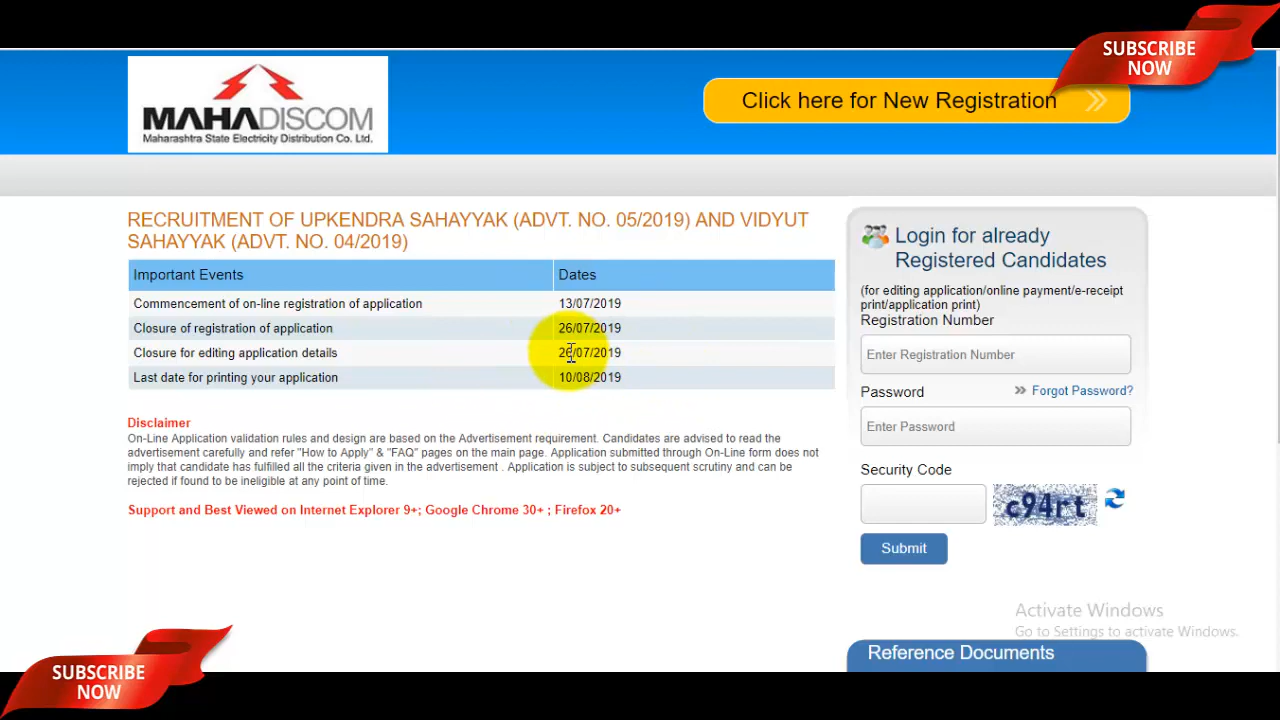 SUBSCRIBE
NOW
MAHADISCOM
Maharashtra State Electricity Distribution Co. Ltd.
Click here for New Registration
RECRUITMENT OF UPKENDRA SAHAYYAK (ADVT. NO. 05/2019) AND VIDYUT
SAHAYYAK (ADVT. NO. 04/2019)
Important Events Dates
Commencement of on-line registration of application 13/07/2019
Closure of registration of application 26/07/2019
Closure for editing application details 26/07/2019
Last date for printing your application 10/08/2019
Disclaimer
On-Line Application validation rules and design are based on the Advertisement requirement. Candidates are advised to read the
advertisement carefully and refer "How to Apply" & "FAQ" pages on the main page. Application submitted through On-Line form does not
imply that candidate has fulfilled all the criteria given in the advertisement . Application is subject to subsequent scrutiny and can be
rejected if found to be ineligible at any point of time.
Support and Best Viewed on Internet Explorer 9+; Google Chrome 30+ ; Firefox 20+
Login for already
Registered Candidates
(for editing application/online payment/e-receipt
print/application print)
Registration Number
Enter Registration Number
Password Forgot Password?
Enter Password
Security Code
c94rt
Submit
Activate Windows
Go to Settings to activate Windows.
Reference Documents
SUBSCRIBE
NOW